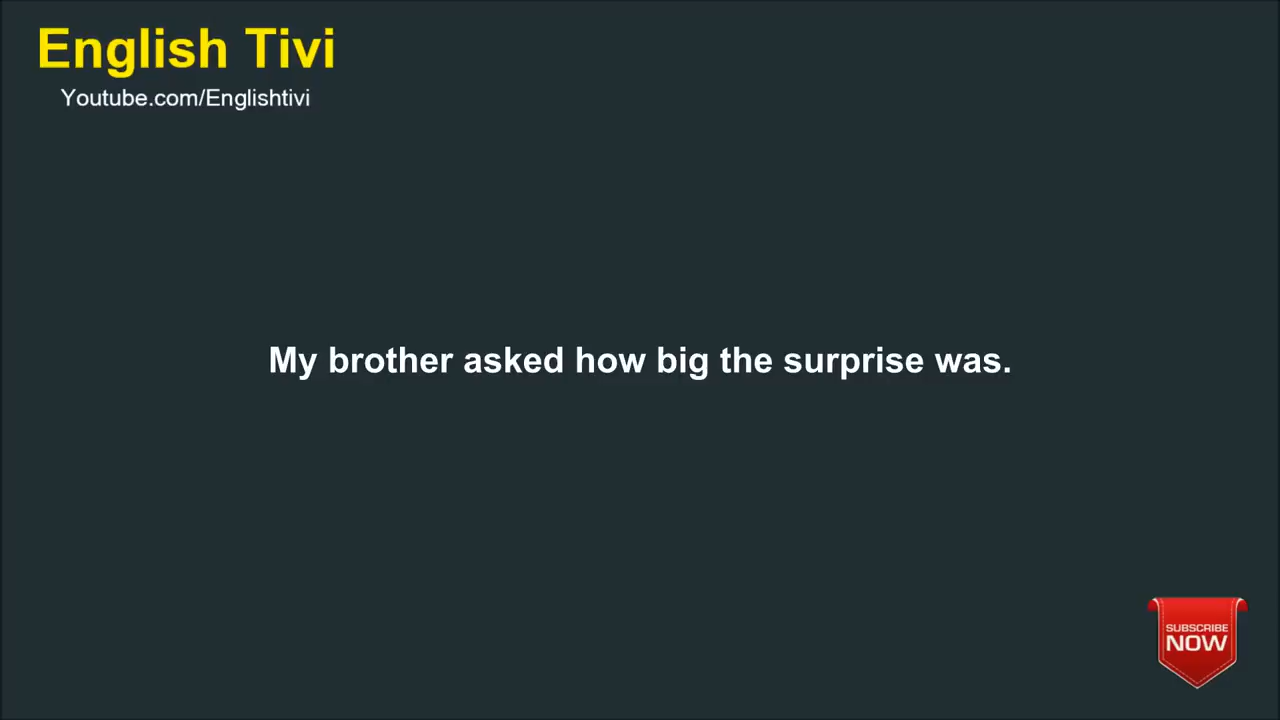 English Tivi
Youtube.com/Englishtivi
My brother asked how big the surprise was.
SUBSCRIBE
NOW